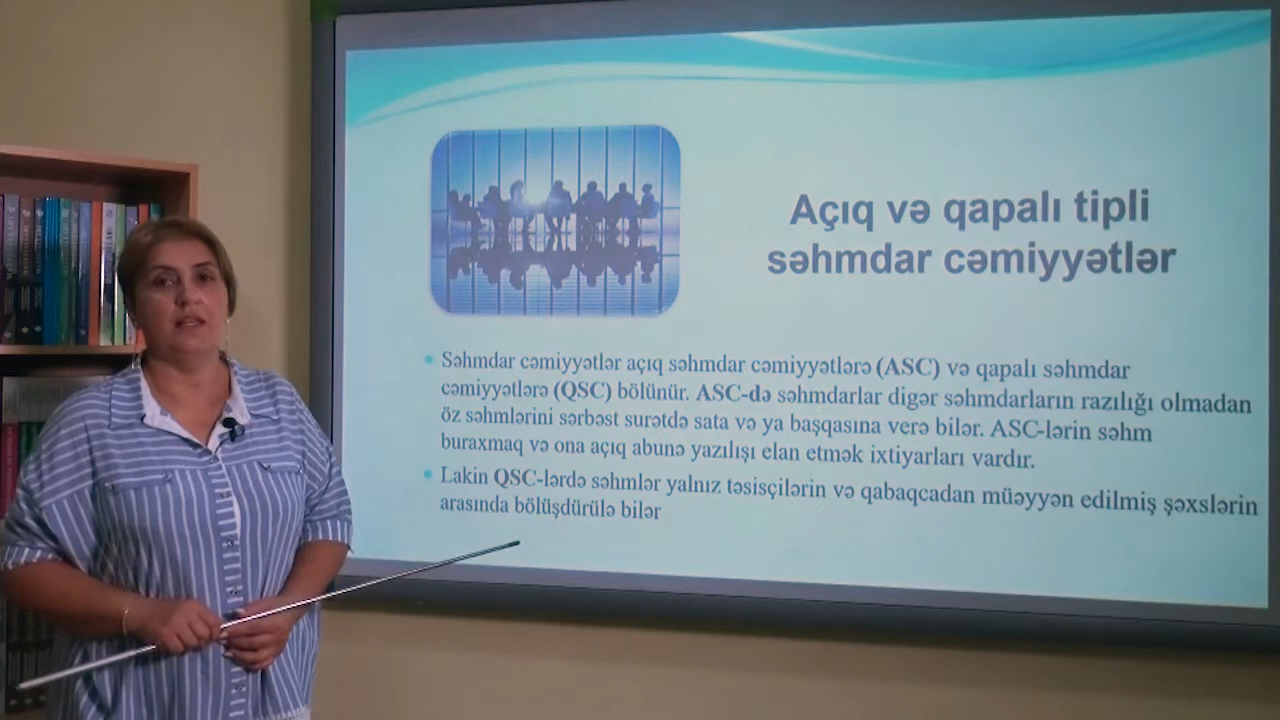 Açıq və qapalı tipli
səhmdar cəmiyyətlər
Səhmdar cəmiyyətlər açıq səhmdar cəmiyyətlərə (ASC) və qapalı səhmdar
cəmiyyətlərə (QSC) bölünür. ASC-də səhmdarlar digər səhmdarların razılığı olmadan
öz səhmlərini sərbəst surətdə sata və ya başqasına verə bilər. ASC-lərin səhm
buraxmaq və ona açıq abunə yazılışı elan etmək ixtiyarları vardır.
Lakin QSC-lərdə səhmlər yalnız təsisçilərin və qabaqcadan müəyyən edilmiş şəxslərin
arasında bölüşdürülə bilər